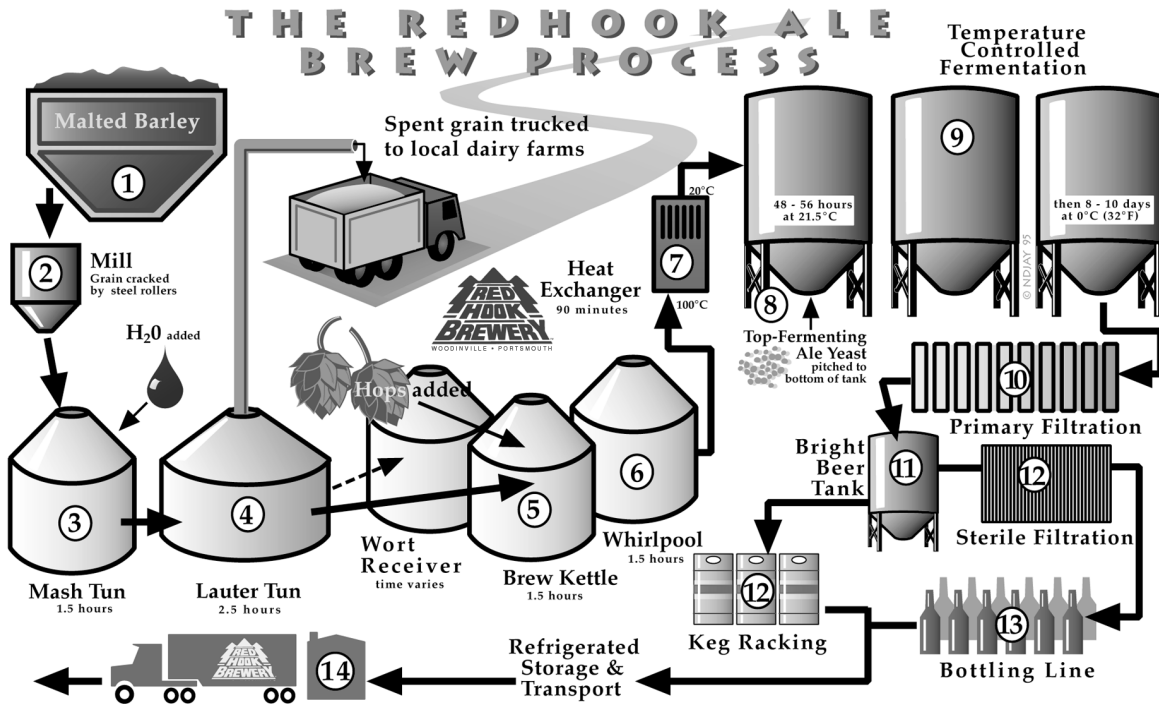 THE REDHOOK ALE
BREW PROCESS
Malted Barley
1
2
Mill
Grain cracked
by steel rollers
H20 added
Spent grain trucked
to local dairy farms
RED
HOOK
BREWERY
WOODINVILLE • PORTSMOUTH
Hops added
3
Mash Tun
1.5 hours
4
Lauter Tun
2.5 hours
Wort
Receiver
time varies
5
Brew Kettle
1.5 hours
6
Whirlpool
1.5 hours
Heat
Exchanger
90 minutes
7
20°C
100°C
Temperature
Controlled
Fermentation
48 - 56 hours
at 21.5°C
8
Top-Fermenting
Ale Yeast
pitched to
bottom of tank
9
then 8 - 10 days
at 0°C (32°F)
© NDJAY 95
10
Primary Filtration
Bright
Beer
Tank
11
12
Sterile Filtration
12
Keg Racking
13
Bottling Line
Refrigerated
Storage &
Transport
14
RED
HOOK
BREWERY